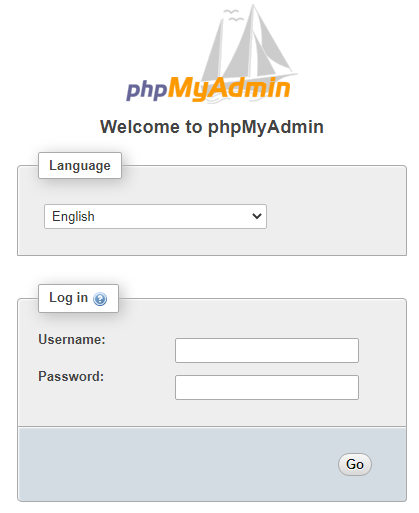 phpMyAdmin
Welcome to phpMyAdmin
Language
English
Log in
Username:
Password:
Go